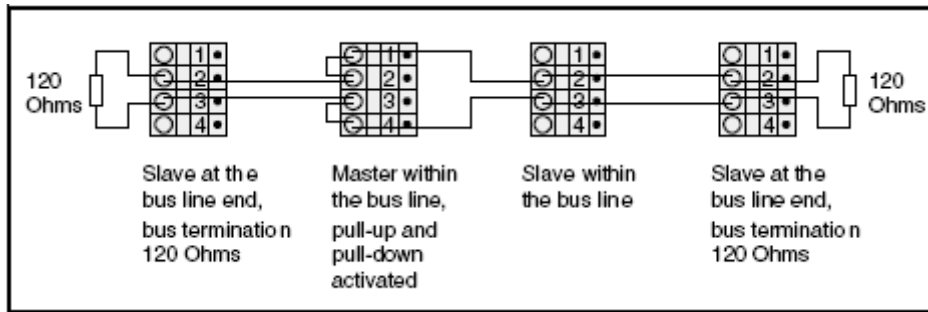 120
Ohms
1
2
3
4
1
2
3
4
1
2
3
4
1
2
3
4
120
Ohms
Slave at the
bus line end,
bus termination
120 Ohms
Master within
the bus line,
pull-up and
pull-down
activated
Slave within
the bus line
Slave at the
bus line end,
bus termination
120 Ohms